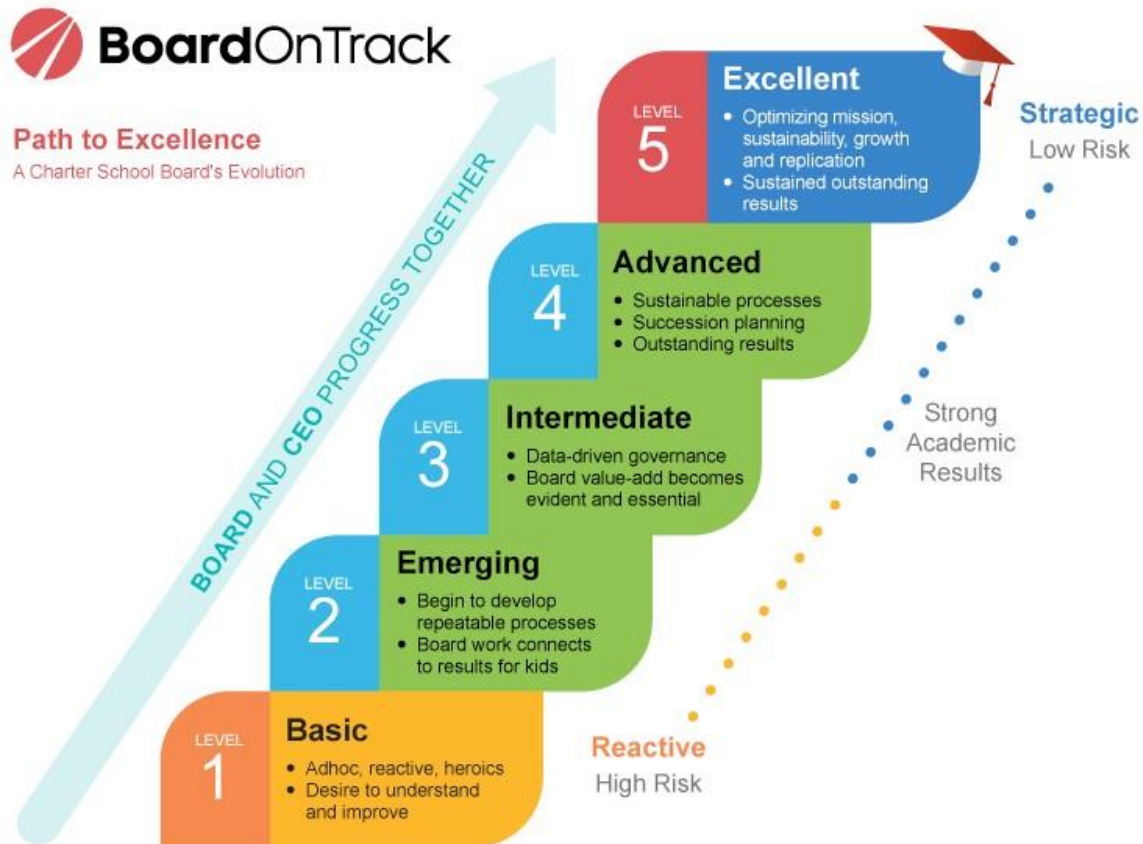 BoardOnTrack
Path to Excellence
A Charter School Board's Evolution
BOARD AND CEO PROGRESS TOGETHER
LEVEL
5
Excellent
• Optimizing mission,
sustainability, growth
and replication
• Sustained outstanding
results
LEVEL
4
Advanced
• Sustainable processes
• Succession planning
• Outstanding results
LEVEL
3
Intermediate
• Data-driven governance
• Board value-add becomes
evident and essential
LEVEL
2
Emerging
• Begin to develop
repeatable processes
• Board work connects
to results for kids
LEVEL
1
Basic
• Adhoc, reactive, heroics
• Desire to understand
and improve
Strategic
Low Risk
Strong
Academic
Results
Reactive
High Risk